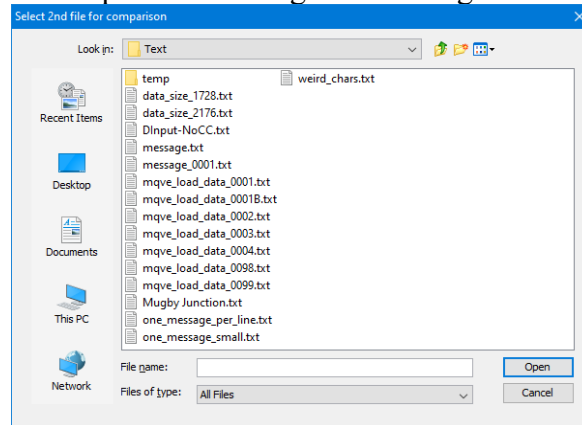 Select 2nd file for comparison
Look in: Text
Recent Items
Desktop
Documents
This PC
Network
temp
data_size_1728.txt
data_size_2176.txt
DInput-NoCC.txt
message.txt
message_0001.txt
mqve_load_data_0001.txt
mqve_load_data_0001B.txt
mqve_load_data_0002.txt
mqve_load_data_0003.txt
mqve_load_data_0004.txt
mqve_load_data_0098.txt
mqve_load_data_0099.txt
Mugby Junction.txt
one_message_per_line.txt
one_message_small.txt
weird_chars.txt
File name: Open
Files of type: All Files Cancel